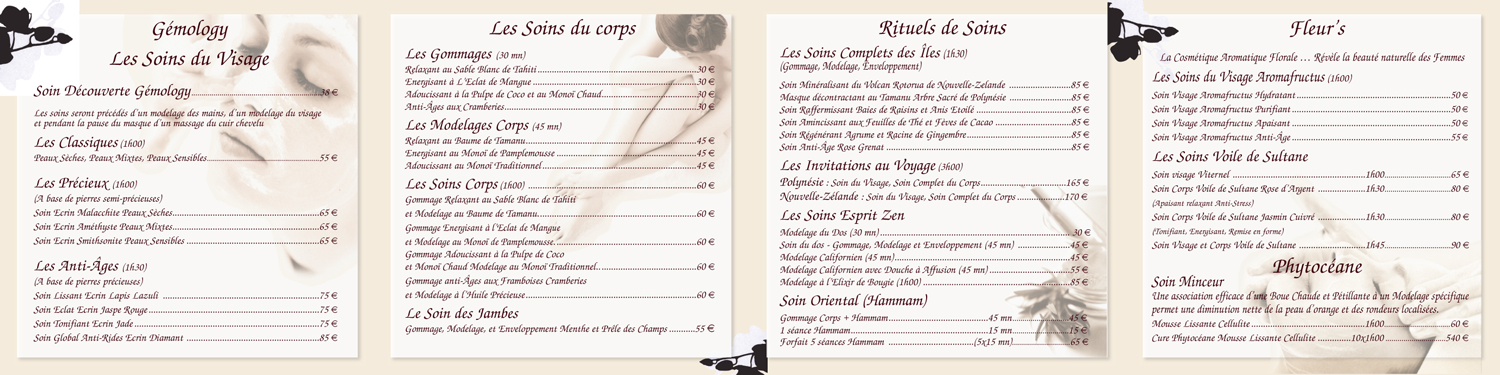 Gémology
Les Soins du Visage
Soin Découverte Gémology........38 €
Les soins seront précédés d'un modelage des mains, d'un modelage du visage
et pendant la pause du masque d'un massage du cuir chevelu
Les Classiques (1h00)
Peaux Sèches, Peaux Mixtes, Peaux Sensibles........55 €
Les Précieux (1h00)
(A base de pierres semi-précieuses)
Soin Ecrin Malacchite Peaux Sèches........65 €
Soin Ecrin Améthyste Peaux Mixtes........65 €
Soin Ecrin Smithsonite Peaux Sensibles........65 €
Les Anti-Âges (1h30)
(A base de pierres précieuses)
Soin Lissant Ecrin Lapis Lazuli........75 €
Soin Eclat Ecrin Jaspe Rouge........75 €
Soin Tonifiant Ecrin Jade........75 €
Soin Global Anti-Rides Ecrin Diamant........85 €
Les Soins du corps
Les Gommages (30 mn)
Relaxant au Sable Blanc de Tahiti........30 €
Energisant à L'Eclat de Mangue........30 €
Adoucissant à la Pulpe de Coco et au Monoï Chaud........30 €
Anti-Âges aux Cramberies........30 €
Les Modelages Corps (45 mn)
Relaxant au Baume de Tamanu........45 €
Energisant au Monoï de Pamplemousse........45 €
Adoucissant au Monoï Traditionnel........45 €
Les Soins Corps (1h00)........60 €
Gommage Relaxant au Sable Blanc de Tahiti
et Modelage au Baume de Tamanu........60 €
Gommage Energisant à l'Eclat de Mangue
et Modelage au Monoï de Pamplemousse........60 €
Gommage Adoucissant à la Pulpe de Coco
et Monoï Chaud Modelage au Monoï Traditionnel........60 €
Gommage anti-Âges aux Framboises Cramberies
et Modelage à l'Huile Précieuse........60 €
Le Soin des Jambes
Gommage, Modelage, et Enveloppement Menthe et Prêle des Champs........55 €
Rituels de Soins
Les Soins Complets des Îles (1h30)
(Gommage, Modelage, Enveloppement)
Soin Minéralisant du Volcan Rotorua de Nouvelle-Zelande........85 €
Masque décontractant au Tamanu Arbre Sacré de Polynésie........85 €
Soin Raffermissant Baies de Raisins et Anis Etoilé........85 €
Soin Amincissant aux Feuilles de Thé et Fèves de Cacao........85 €
Soin Régénérant Agrume et Racine de Gingembre........85 €
Soin Anti-Âge Rose Grenat........85 €
Les Invitations au Voyage (3h00)
Polynésie : Soin du Visage, Soin Complet du Corps........165 €
Nouvelle-Zélande : Soin du Visage, Soin Complet du Corps........170 €
Les Soins Esprit Zen
Modelage du Dos (30 mn)........30 €
Soin du dos - Gommage, Modelage et Enveloppement (45 mn)........45 €
Modelage Californien (45 mn)........45 €
Modelage Californien avec Douche à Affusion (45 mn)........55 €
Modelage à l'Elixir de Bougie (1h00)........85 €
Soin Oriental (Hammam)
Gommage Corps + Hammam........45 mn........45 €
1 séance Hammam........15 mn........15 €
Forfait 5 séances Hammam........(5x15 mn)........65 €
Fleur's
La Cosmétique Aromatique Florale ... Révèle la beauté naturelle des Femmes
Les Soins du Visage Aromafructus (1h00)
Soin Visage Aromafructus Hydratant........50 €
Soin Visage Aromafructus Purifiant........50 €
Soin Visage Aromafructus Apaisant........50 €
Soin Visage Aromafructus Anti-Âge........55 €
Les Soins Voile de Sultane
Soin visage Viternel........1h00........65 €
Soin Corps Voile de Sultane Rose d'Argent........1h30........80 €
(Apaisant relaxant Anti-Stress)
Soin Corps Voile de Sultane Jasmin Cuivré........1h30........80 €
(Tonifiant, Energisant, Remise en forme)
Soin Visage et Corps Voile de Sultane........1h45........90 €
Phytocéane
Soin Minceur
Une association efficace d'une Boue Chaude et Pétillante à un Modelage spécifique
permet une diminution nette de la peau d'orange et des rondeurs localisées.
Mousse Lissante Cellulite........1h00........60 €
Cure Phytocéane Mousse Lissante Cellulite........10x1h00........540 €